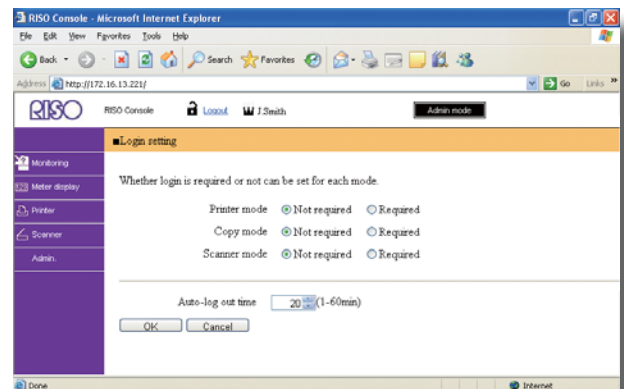 RISO Console - Microsoft Internet Explorer
File Edit View Favorites Tools Help
Back Search Favorites
Address http://172.16.13.221/ Go Links »
RISO RISO Console Logout J.Smith Admin mode
■Login setting
Monitoring
Meter display
Printer
Scanner
Admin.
Whether login is required or not can be set for each mode.
Printer mode Not required Required
Copy mode Not required Required
Scanner mode Not required Required
Auto-log out time 20 (1-60min)
OK Cancel
Done Internet